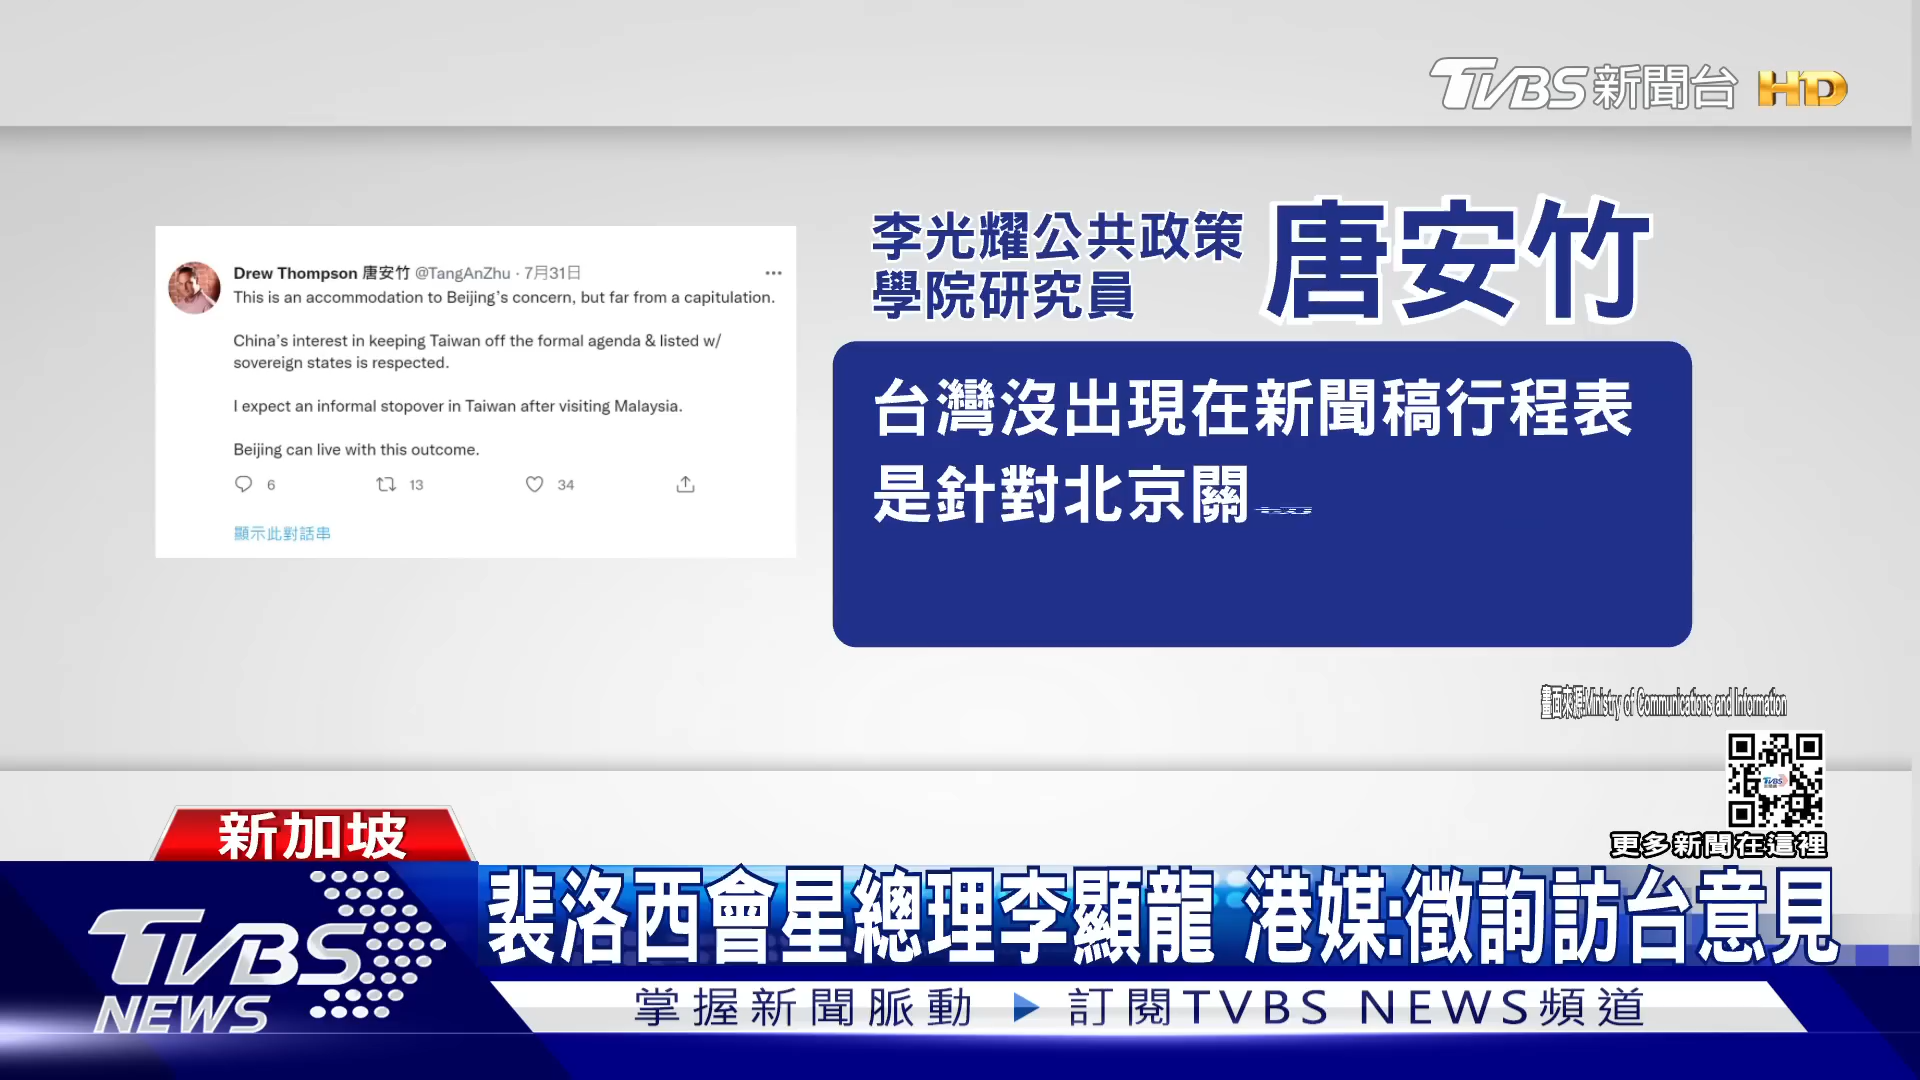 TVBS新聞台 HD
李光耀公共政策
學院研究員
唐安竹
Drew Thompson 唐安竹 @TangAnZhu · 7月31日
This is an accommodation to Beijing's concern, but far from a capitulation.
China's interest in keeping Taiwan off the formal agenda & listed w/
sovereign states is respected.
I expect an informal stopover in Taiwan after visiting Malaysia.
Beijing can live with this outcome.
6 13 34
顯示此對話串
台灣沒出現在新聞稿行程表
是針對北京關
畫面來源:Ministry of Communications and Information
TVBS
更多新聞在這裡
新加坡
裴洛西會星總理李顯龍 港媒:徵詢訪台意見
TVBS
NEWS
掌握新聞脈動 ▶ 訂閱TVBS NEWS頻道